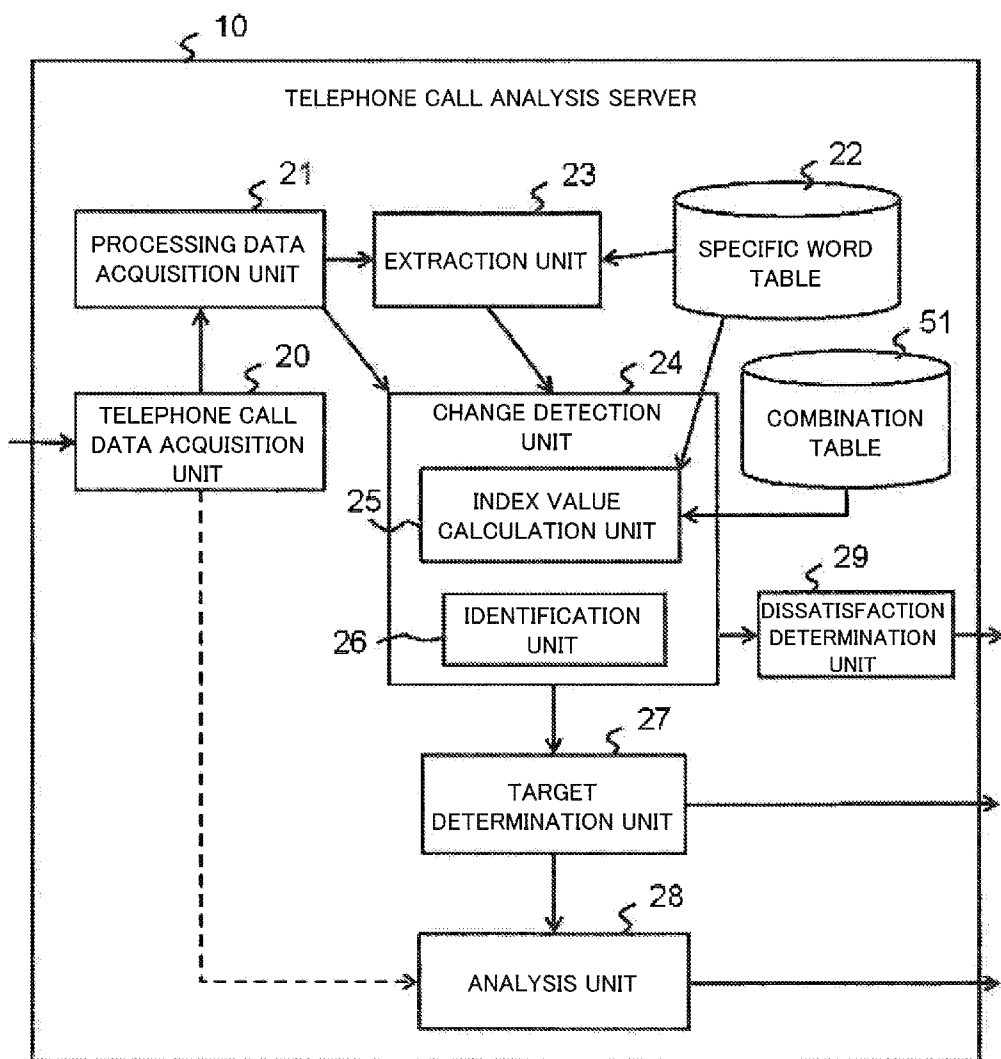 10
TELEPHONE CALL ANALYSIS SERVER
21
PROCESSING DATA
ACQUISITION UNIT
23
EXTRACTION UNIT
22
SPECIFIC WORD
TABLE
51
COMBINATION
TABLE
20
TELEPHONE CALL
DATA ACQUISITION
UNIT
24
CHANGE DETECTION
UNIT
25
INDEX VALUE
CALCULATION UNIT
26
IDENTIFICATION
UNIT
29
DISSATISFACTION
DETERMINATION
UNIT
27
TARGET
DETERMINATION UNIT
28
ANALYSIS UNIT